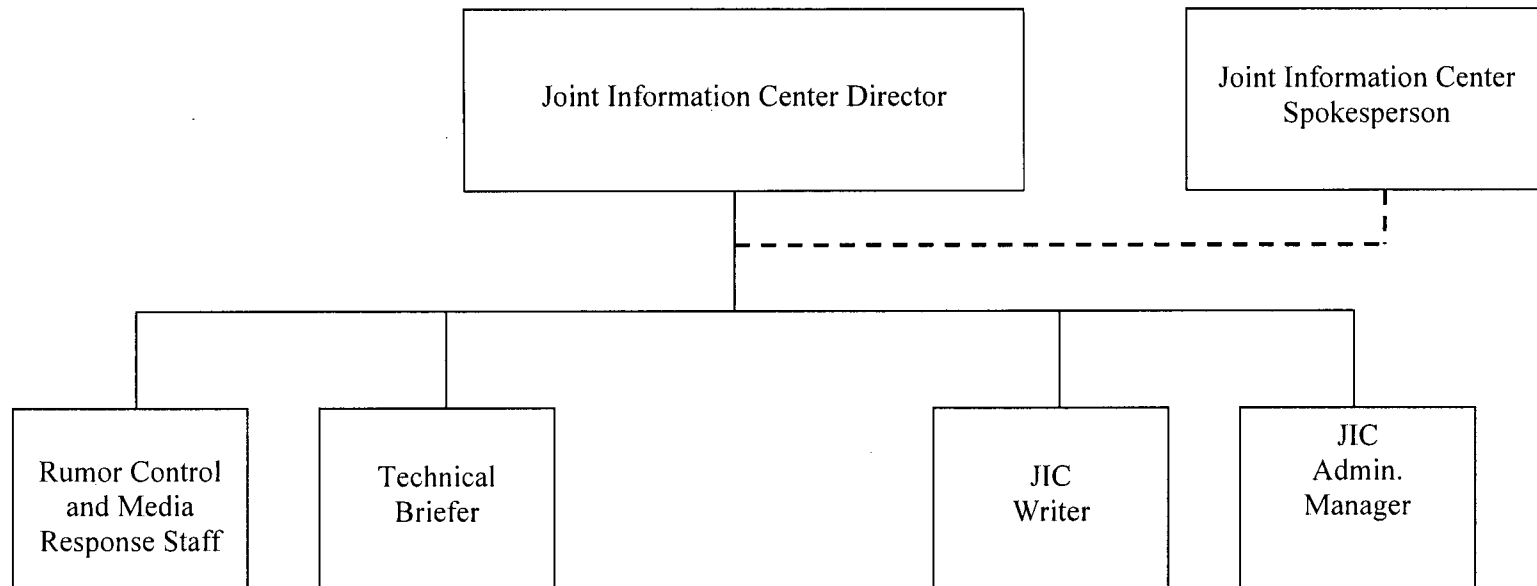 Joint Information Center Director
Joint Information Center
Spokesperson
Rumor Control
and Media
Response Staff
Technical
Briefer
JIC
Writer
JIC
Admin.
Manager